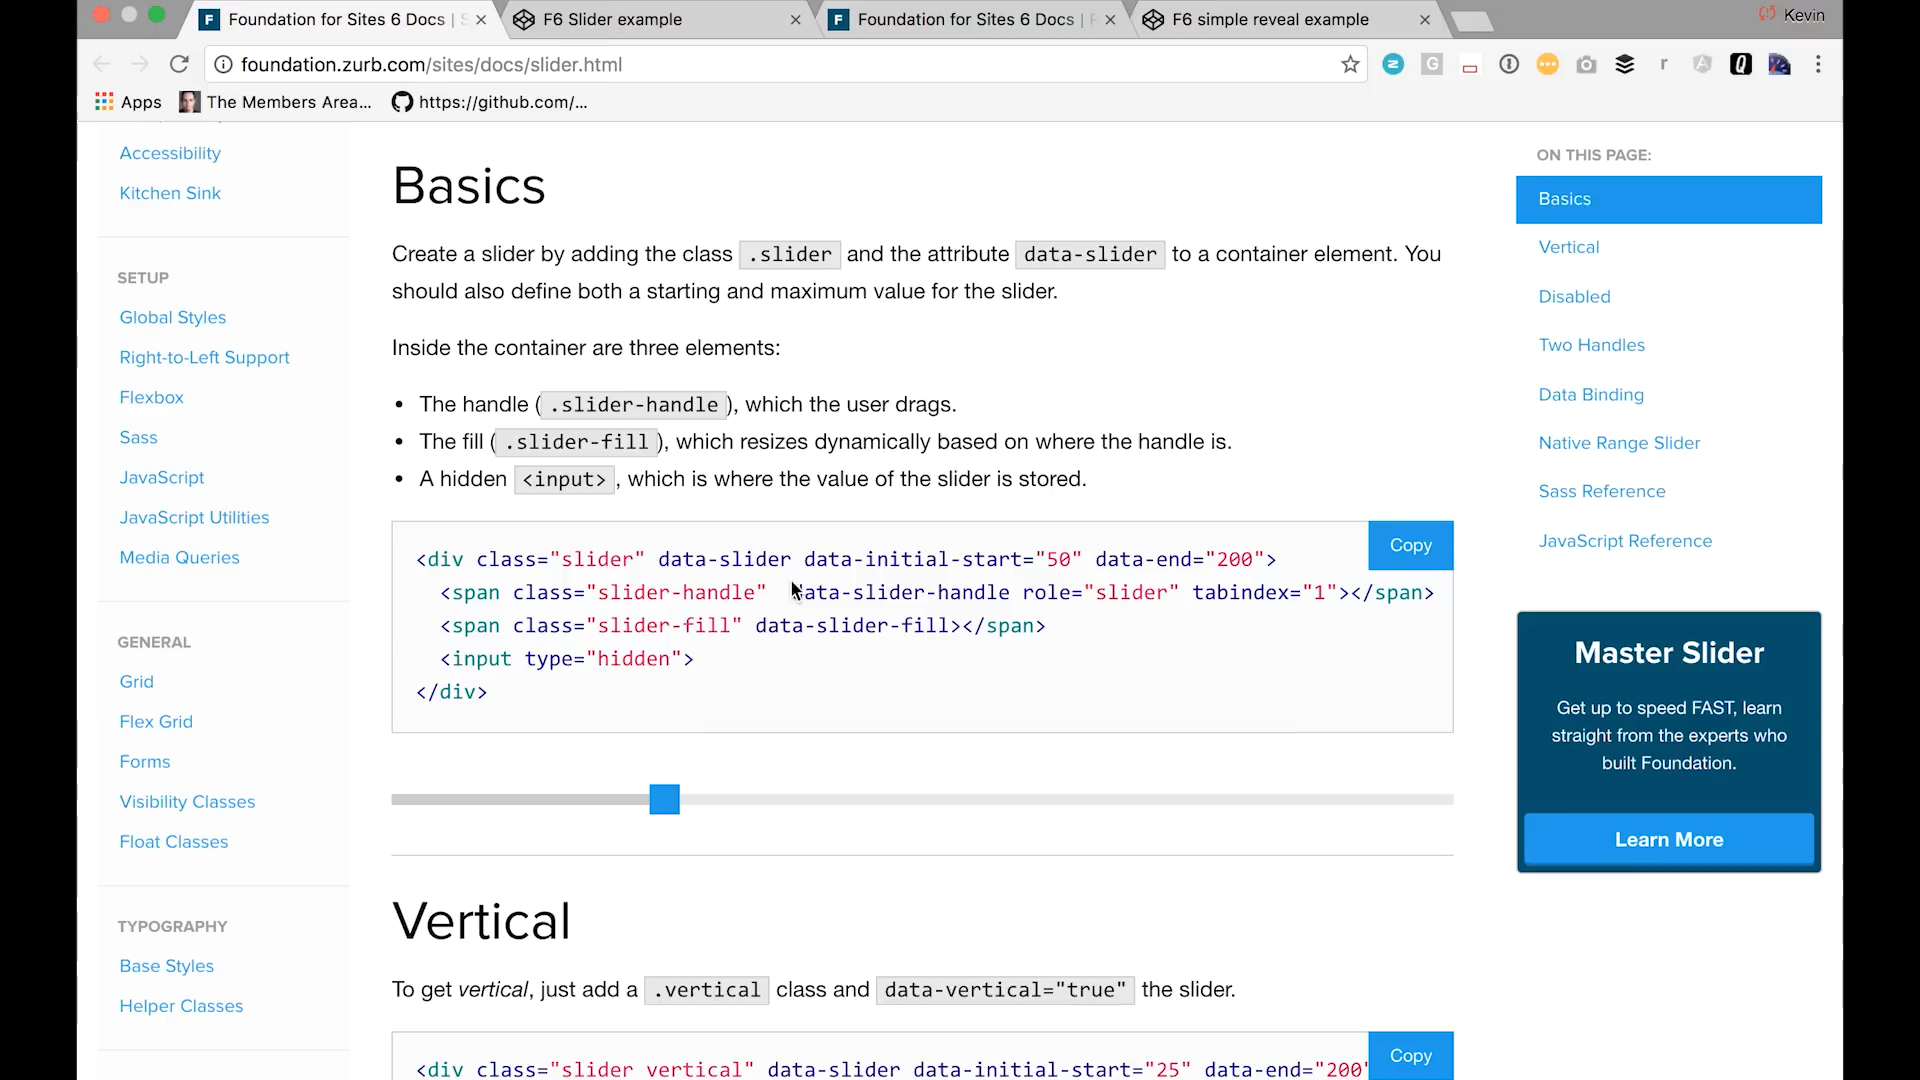 Foundation for Sites 6 Docs |
F6 Slider example
Foundation for Sites 6 Docs |
F6 simple reveal example
Kevin
foundation.zurb.com/sites/docs/slider.html
Apps
The Members Area...
https://github.com/...
Accessibility
Kitchen Sink
SETUP
Global Styles
Right-to-Left Support
Flexbox
Sass
JavaScript
JavaScript Utilities
Media Queries
GENERAL
Grid
Flex Grid
Forms
Visibility Classes
Float Classes
TYPOGRAPHY
Base Styles
Helper Classes
Basics
Create a slider by adding the class .slider and the attribute data-slider to a container element. You
should also define both a starting and maximum value for the slider.
Inside the container are three elements:
• The handle ( .slider-handle ), which the user drags.
• The fill ( .slider-fill ), which resizes dynamically based on where the handle is.
• A hidden <input> , which is where the value of the slider is stored.
Copy
<div class="slider" data-slider data-initial-start="50" data-end="200">
<span class="slider-handle" data-slider-handle role="slider" tabindex="1"></span>
<span class="slider-fill" data-slider-fill></span>
<input type="hidden">
</div>
Vertical
To get vertical, just add a .vertical class and data-vertical="true" the slider.
Copy
<div class="slider vertical" data-slider data-initial-start="25" data-end="200"
ON THIS PAGE:
Basics
Vertical
Disabled
Two Handles
Data Binding
Native Range Slider
Sass Reference
JavaScript Reference
Master Slider
Get up to speed FAST, learn
straight from the experts who
built Foundation.
Learn More